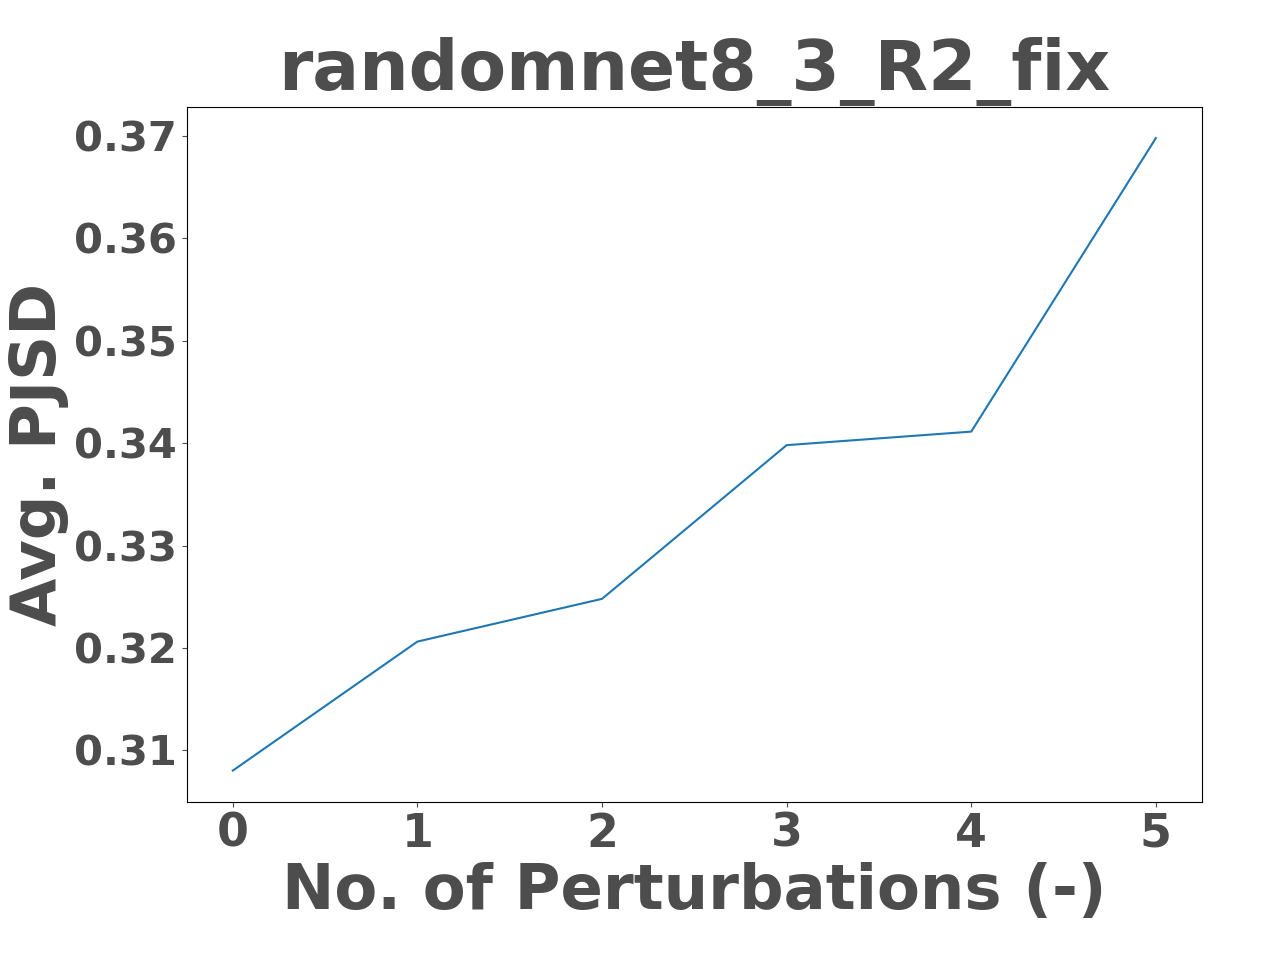 randomnet8_3_R2_fix
Avg. PJSD
0.37
0.36
0.35
0.34
0.33
0.32
0.31
0 1 2 3 4 5
No. of Perturbations (-)